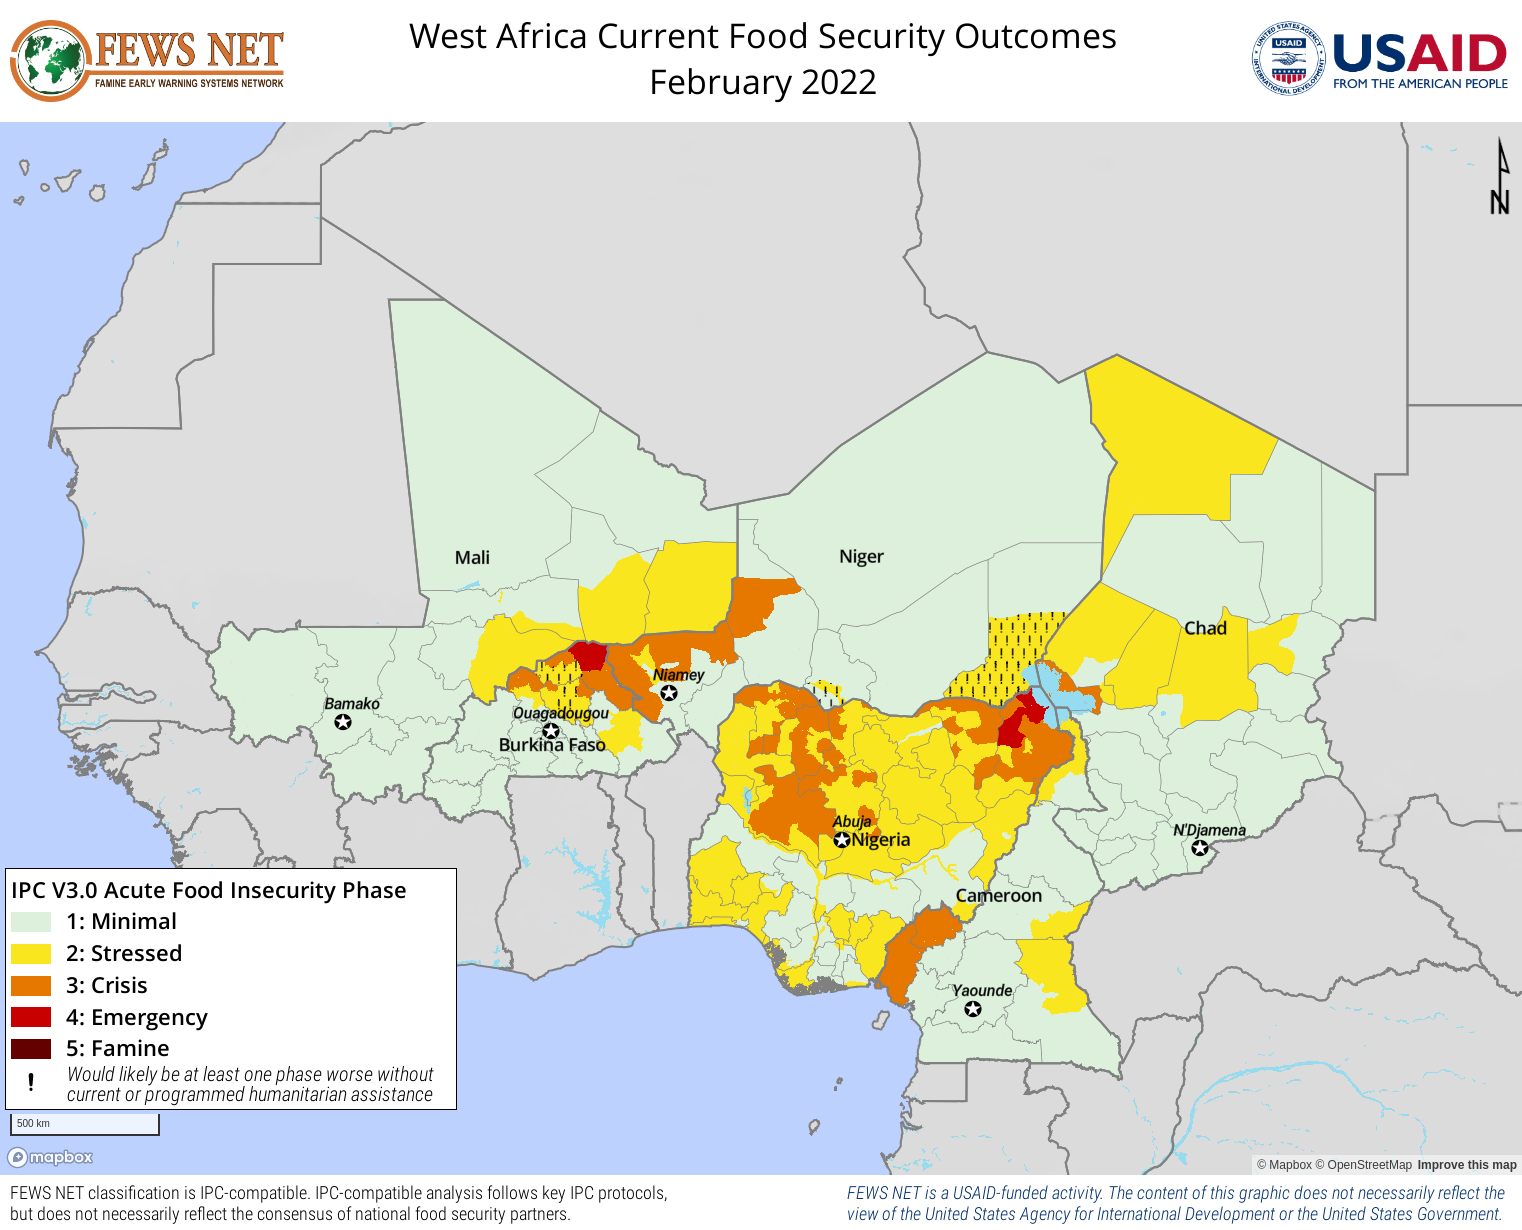 FEWS NET
FAMINE EARLY WARNING SYSTEMS NETWORK
West Africa Current Food Security Outcomes
February 2022
UNITED STATES AGENCY
INTERNATIONAL DEVELOPMENT
USAID
USAID
FROM THE AMERICAN PEOPLE
N
Mali
Niger
Chad
Niamey
Bamako
Ouagadougou
Burkina Faso
Abuja
Nigeria
N'Djamena
Cameroon
Yaounde
IPC V3.0 Acute Food Insecurity Phase
1: Minimal
2: Stressed
3: Crisis
4: Emergency
5: Famine
! Would likely be at least one phase worse without
current or programmed humanitarian assistance
500 km
mapbox
© Mapbox © OpenStreetMap Improve this map
FEWS NET classification is IPC-compatible. IPC-compatible analysis follows key IPC protocols,
but does not necessarily reflect the consensus of national food security partners.
FEWS NET is a USAID-funded activity. The content of this graphic does not necessarily reflect the
view of the United States Agency for International Development or the United States Government.